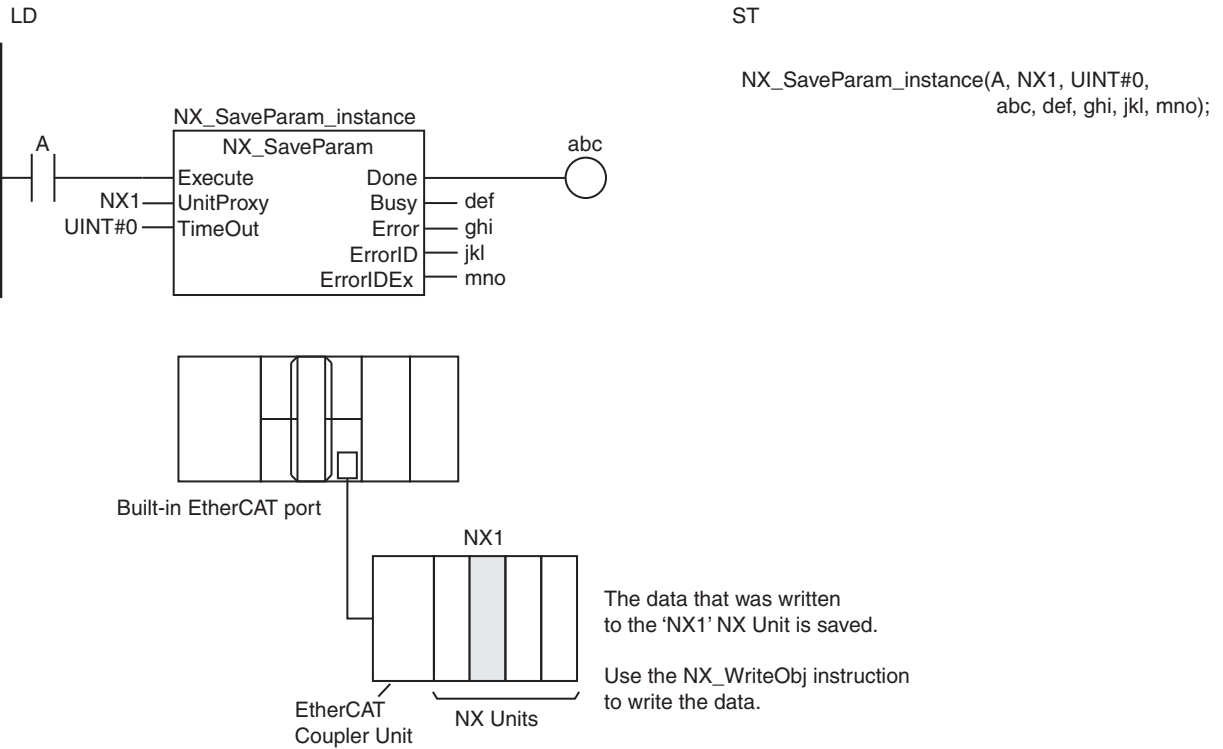 LD
ST
NX_SaveParam_instance(A, NX1, UINT#0,
abc, def, ghi, jkl, mno);
NX_SaveParam_instance
A
NX_SaveParam
abc
Execute
Done
NX1
UnitProxy
Busy
def
UINT#0
TimeOut
Error
ghi
ErrorID
jkl
ErrorIDEx
mno
Built-in EtherCAT port
NX1
The data that was written
to the ‘NX1’ NX Unit is saved.
Use the NX_WriteObj instruction
to write the data.
EtherCAT
Coupler Unit
NX Units